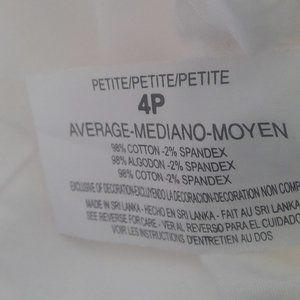 PETITE/PETITE/PETITE
4P
AVERAGE-MEDIANO-MOYEN
98% COTTON -2% SPANDEX
98% ALGODON -2% SPANDEX
98% COTON -2% SPANDEX
EXCLUSIVE OF DECORATION-EXCLUYENDO LA DECORACION-DECORATION NON COMP
MADE IN SRI LANKA - HECHO EN SRI LANKA - FAIT AU SRI LANKA
SEE REVERSE FOR CARE - VER AL REVERSO PARA EL CUIDADO
VOIR LES INSTRUCTIONS D'ENTRETIEN AU DOS